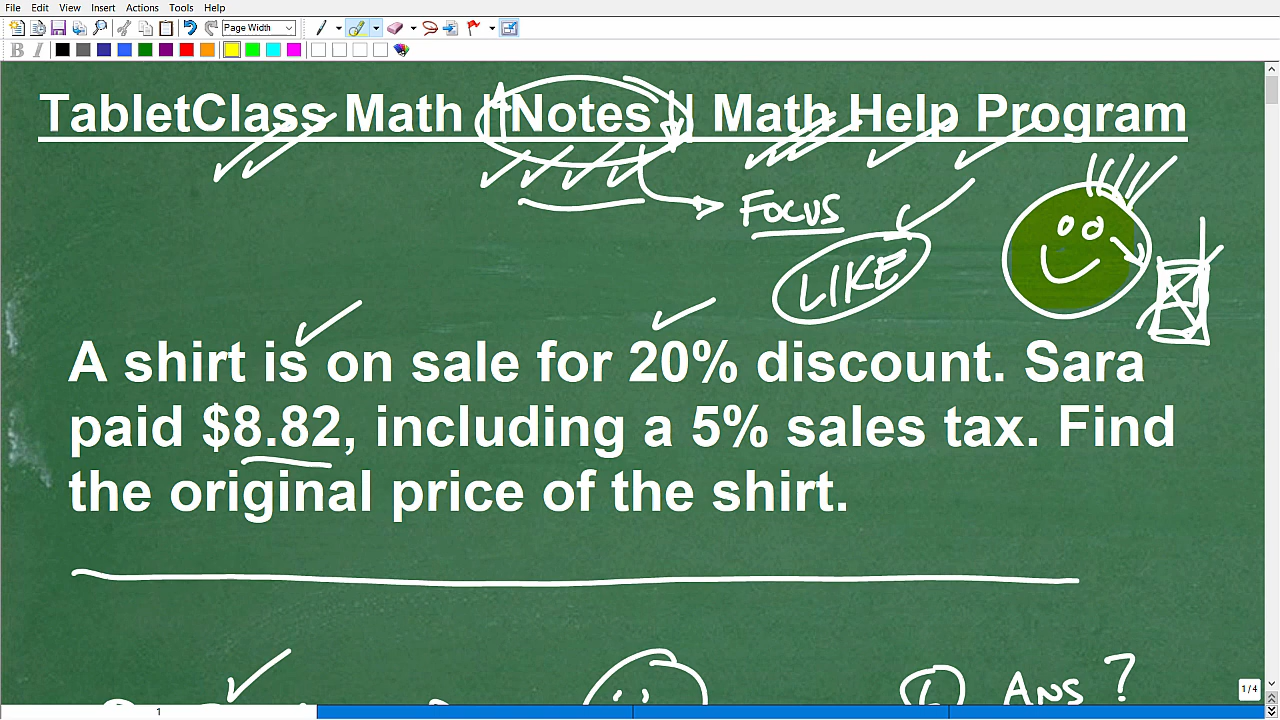 File Edit View Insert Actions Tools Help
Page Width
B I
TabletClass Math || Notes || Math Help Program
FOCUS
LIKE
A shirt is on sale for 20% discount. Sara
paid $8.82, including a 5% sales tax. Find
the original price of the shirt.
ANS ?
1/4
1